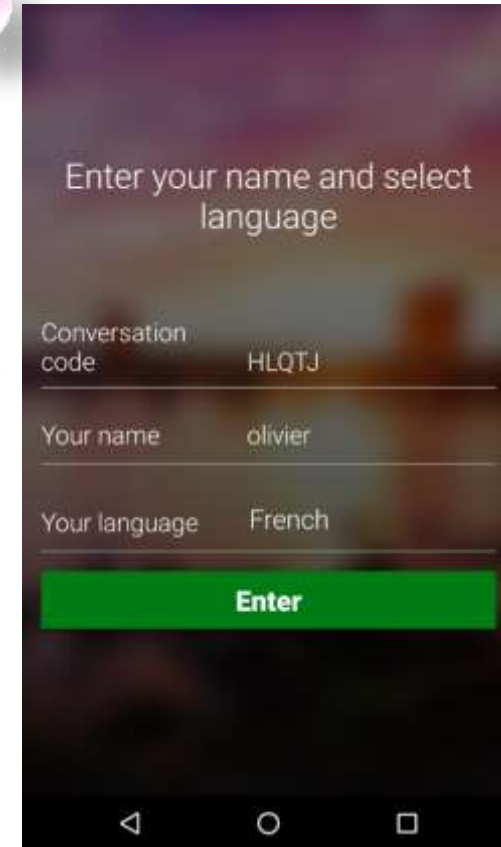 Enter your name and select
language
Conversation
code HLQTJ
Your name olivier
Your language French
Enter